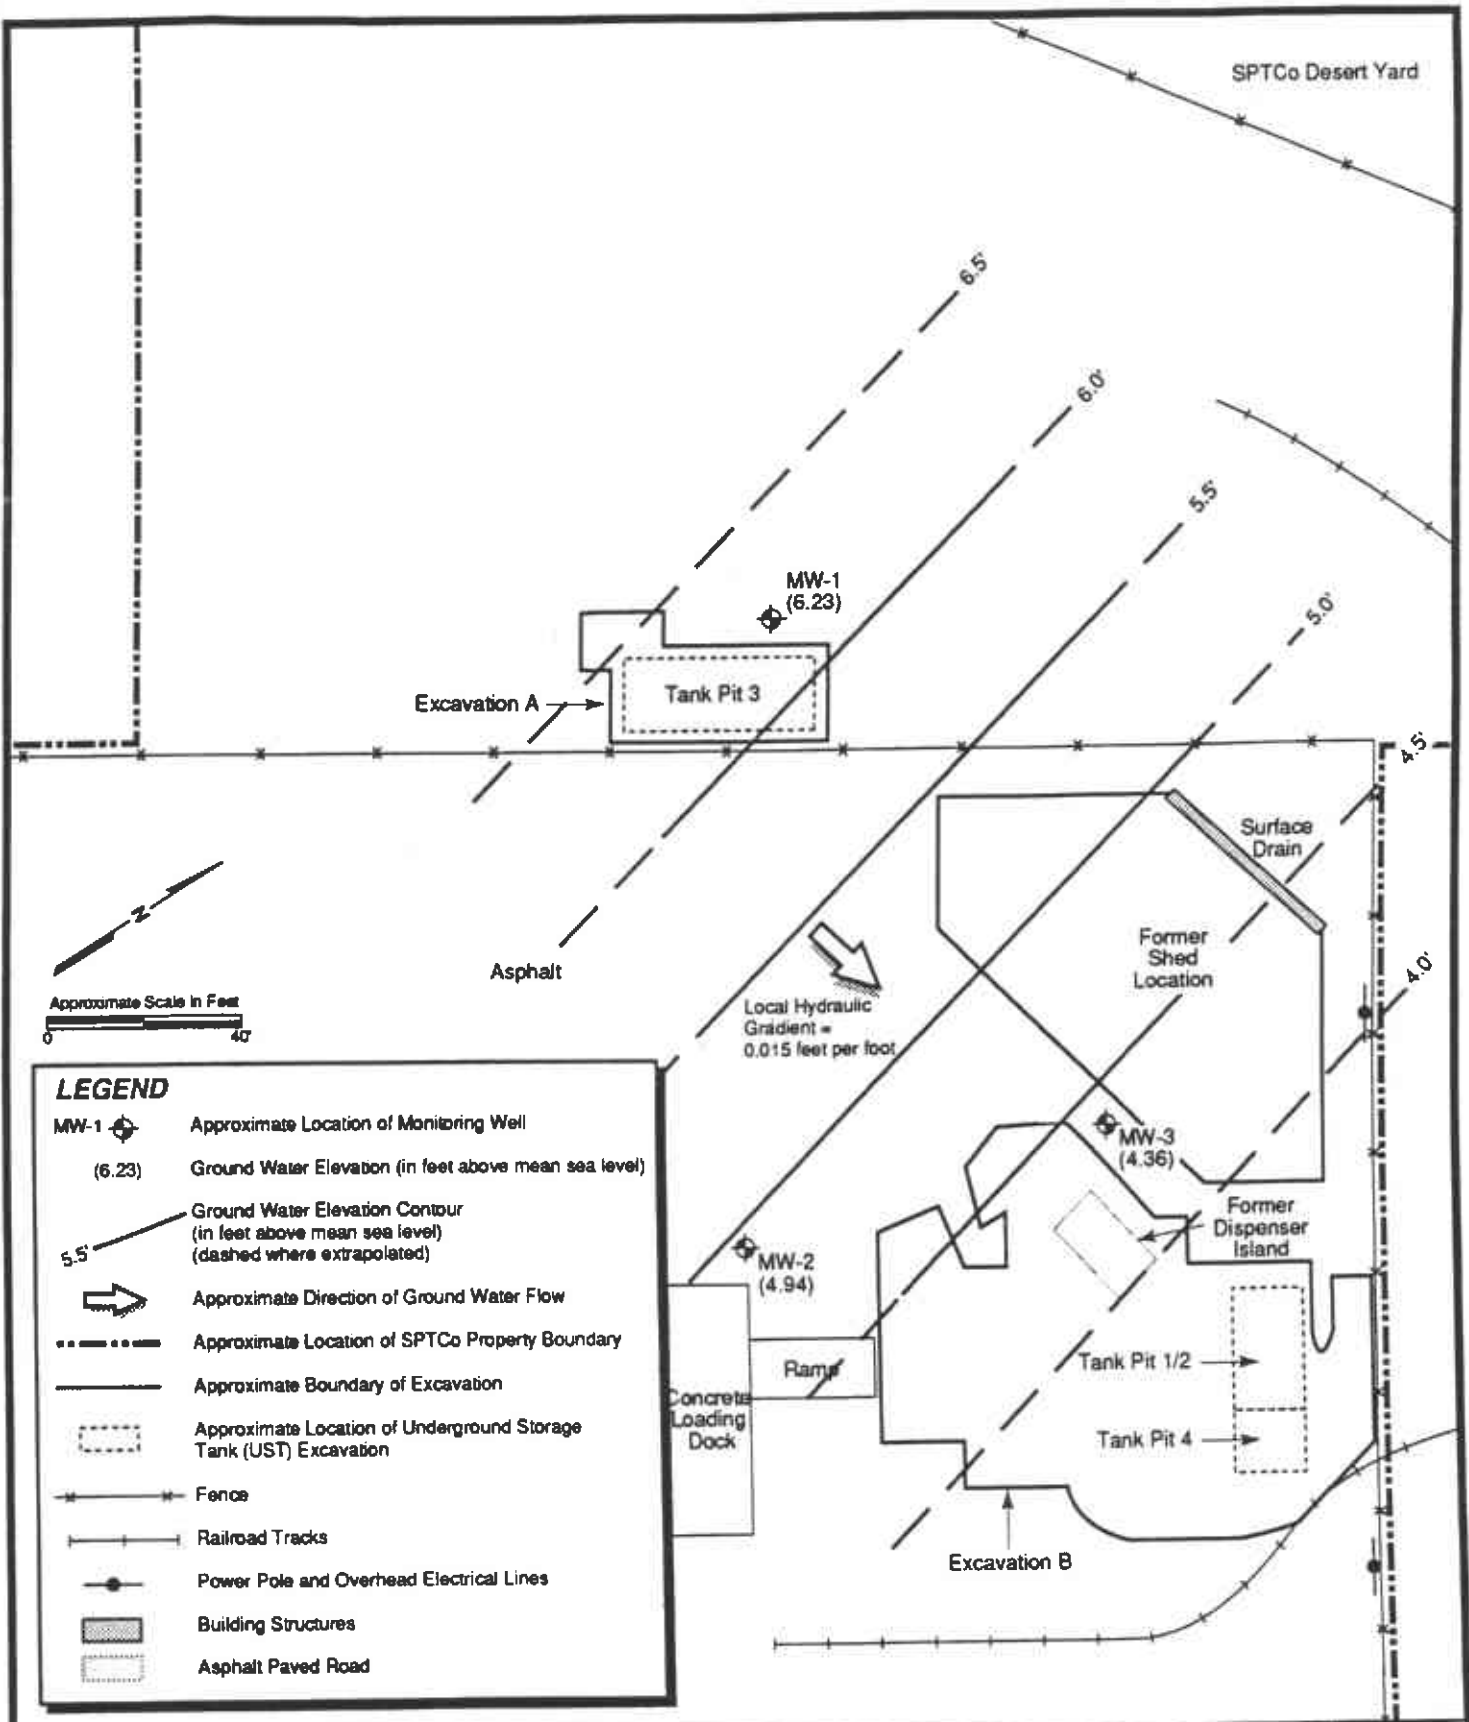 SPTCo Desert Yard
6.5'
6.0'
5.5'
5.0'
4.5'
4.0'
MW-1
(6.23)
Excavation A
Tank Pit 3
Surface
Drain
Former
Shed
Location
N
Asphalt
Approximate Scale in Feet
0 40'
Local Hydraulic
Gradient =
0.015 feet per foot
MW-3
(4.36)
MW-2
(4.94)
Former
Dispenser
Island
Ramp
Concrete
Loading
Dock
Tank Pit 1/2
Tank Pit 4
Excavation B
LEGEND
MW-1 Approximate Location of Monitoring Well
(6.23) Ground Water Elevation (in feet above mean sea level)
5.5' Ground Water Elevation Contour
(in feet above mean sea level)
(dashed where extrapolated)
Approximate Direction of Ground Water Flow
Approximate Location of SPTCo Property Boundary
Approximate Boundary of Excavation
Approximate Location of Underground Storage
Tank (UST) Excavation
Fence
Railroad Tracks
Power Pole and Overhead Electrical Lines
Building Structures
Asphalt Paved Road